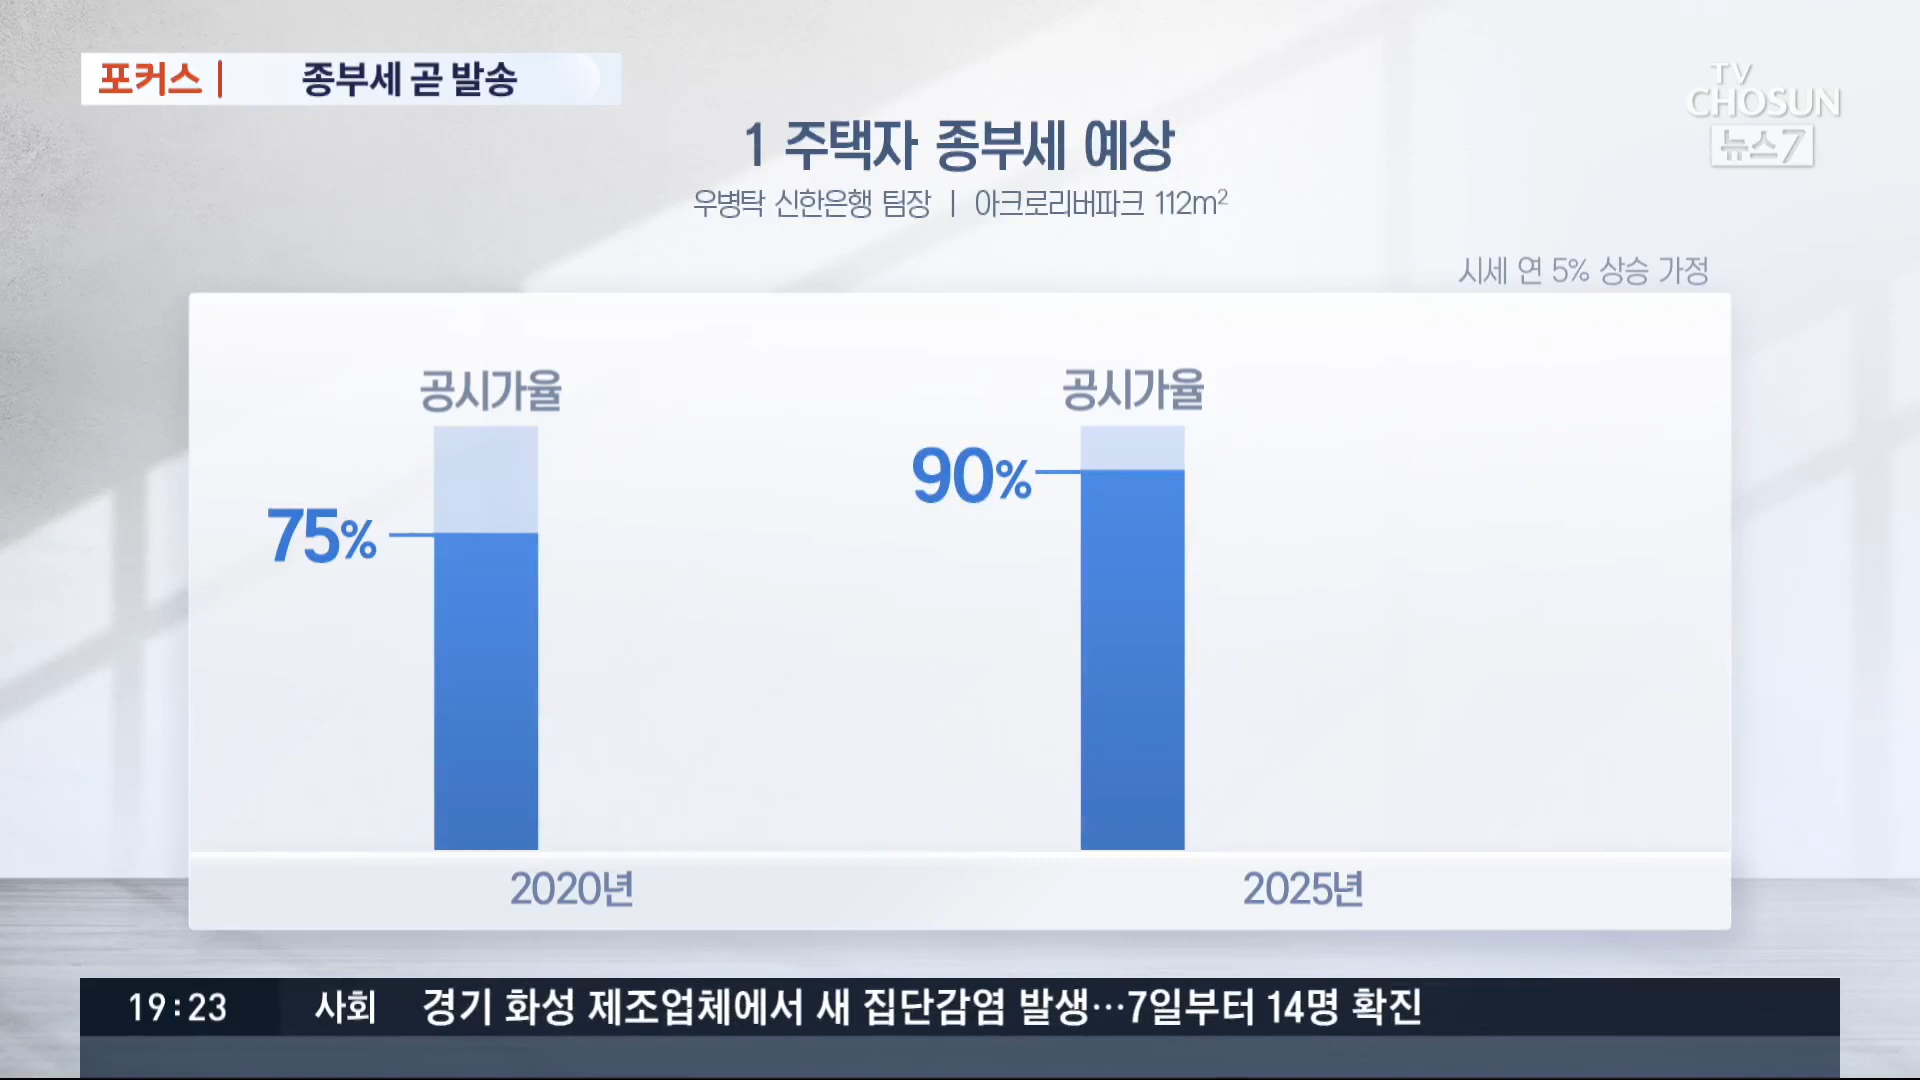 포커스 | 종부세 곧 발송
TV
CHOSUN
뉴스7
1 주택자 종부세 예상
우병탁 신한은행 팀장 | 아크로리버파크 112m²
시세 연 5% 상승 가정
공시가율
공시가율
75%
90%
2020년
2025년
19:23 사회 경기 화성 제조업체에서 새 집단감염 발생…7일부터 14명 확진